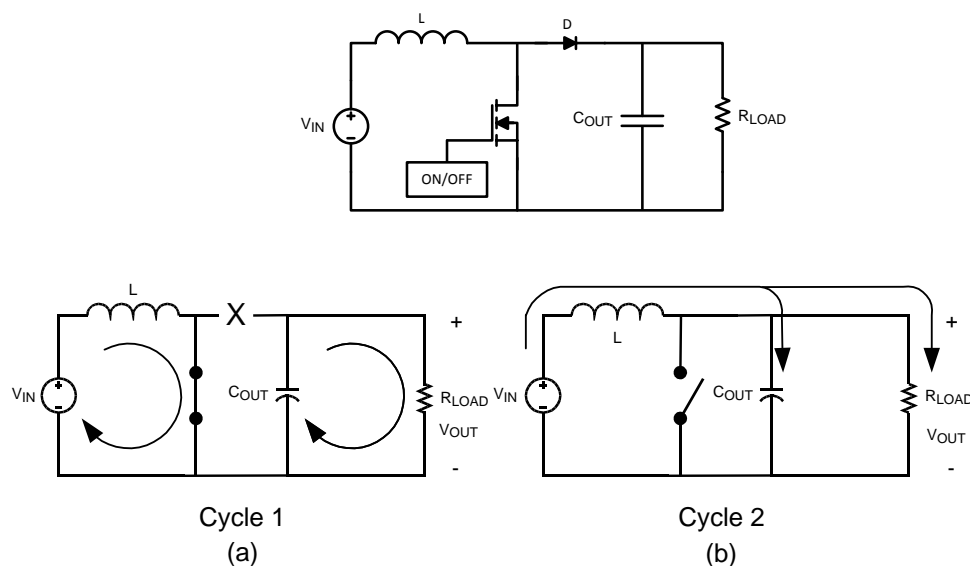 L
D
VIN
+
-
COUT
RLOAD
ON/OFF
L
X
+
VIN
+
-
COUT
RLOAD
VOUT
-
Cycle 1
(a)
L
+
VIN
+
-
COUT
RLOAD
VOUT
-
Cycle 2
(b)